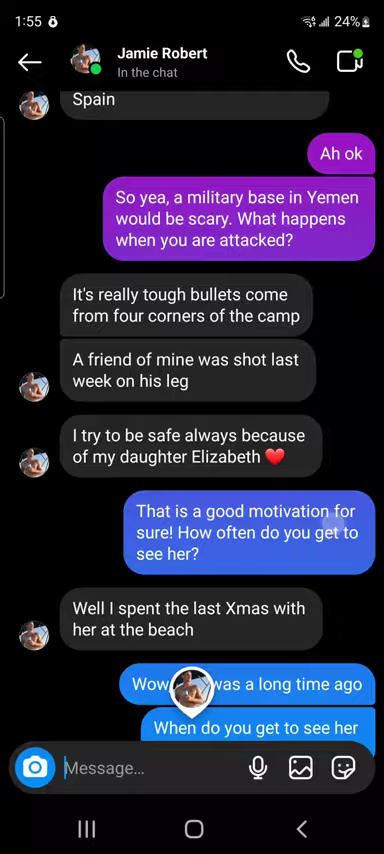 1:55
24%
Jamie Robert
In the chat
Spain
Ah ok
So yea, a military base in Yemen
would be scary. What happens
when you are attacked?
It's really tough bullets come
from four corners of the camp
A friend of mine was shot last
week on his leg
I try to be safe always because
of my daughter Elizabeth ❤️
That is a good motivation for
sure! How often do you get to
see her?
Well I spent the last Xmas with
her at the beach
Wow was a long time ago
When do you get to see her
Message...